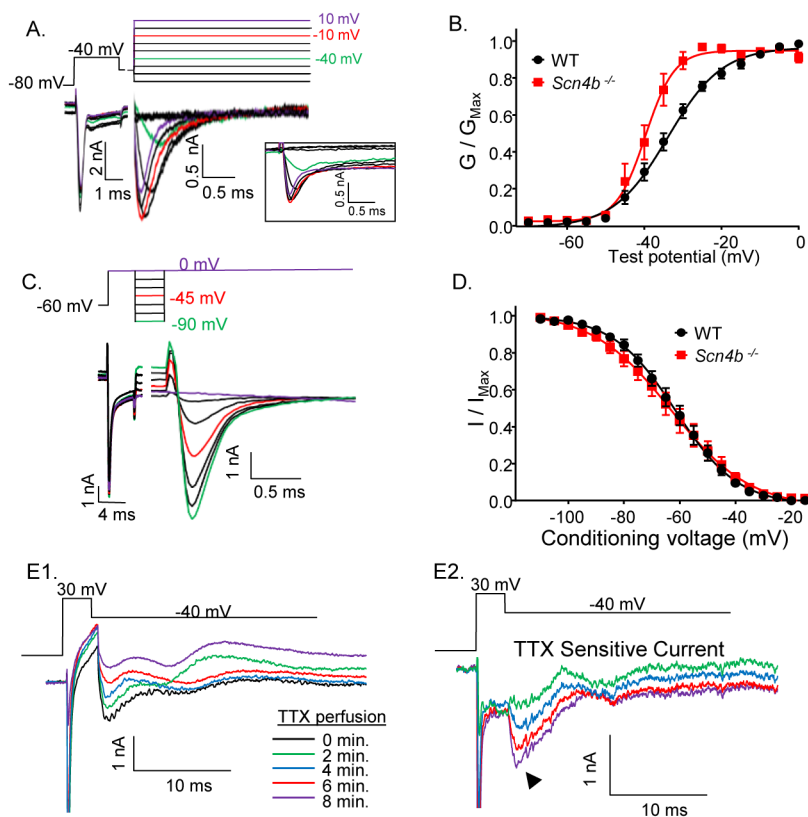 A.
-40 mV
-80 mV
10 mV
-10 mV
-40 mV
2 nA
1 ms
0.5 nA
0.5 ms
0.5 nA
0.5 ms
B.
WT
Scn4b -/-
G / GMax
1.0
0.8
0.6
0.4
0.2
0.0
-60
-40
-20
0
Test potential (mV)
C.
0 mV
-60 mV
-45 mV
-90 mV
1 nA
4 ms
1 nA
0.5 ms
D.
WT
Scn4b -/-
I / IMax
1.0
0.8
0.6
0.4
0.2
0.0
-100
-80
-60
-40
-20
Conditioning voltage (mV)
E1.
30 mV
-40 mV
TTX perfusion
0 min.
2 min.
4 min.
6 min.
8 min.
1 nA
10 ms
E2.
30 mV
-40 mV
TTX Sensitive Current
1 nA
10 ms